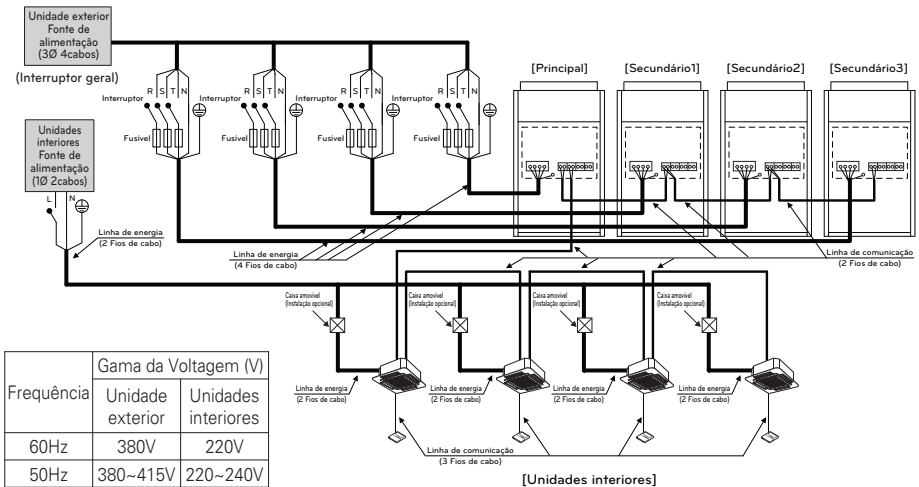 Unidade exterior
Fonte de
alimentação
(3Ø 4cabos)
(Interruptor geral)
R S T N
Interruptor
Fusível
R S T N
Interruptor
Fusível
R S T N
Interruptor
Fusível
R S T N
Interruptor
Fusível
[Principal]
[Secundário1]
[Secundário2]
[Secundário3]
Unidades
interiores
Fonte de
alimentação
(1Ø 2cabos)
L N
Linha de energia
(2 Fios de cabo)
Linha de energia
(4 Fios de cabo)
Linha de comunicação
(2 Fios de cabo)
Caixa amovível
(Instalação opcional)
Caixa amovível
(Instalação opcional)
Caixa amovível
(Instalação opcional)
Caixa amovível
(Instalação opcional)
Linha de energia
(2 Fios de cabo)
Linha de energia
(2 Fios de cabo)
Linha de energia
(2 Fios de cabo)
Linha de energia
(2 Fios de cabo)
Linha de comunicação
(3 Fios de cabo)
[Unidades interiores]
Frequência
Gama da Voltagem (V)
Unidade
exterior
Unidades
interiores
60Hz 380V 220V
50Hz 380~415V 220~240V